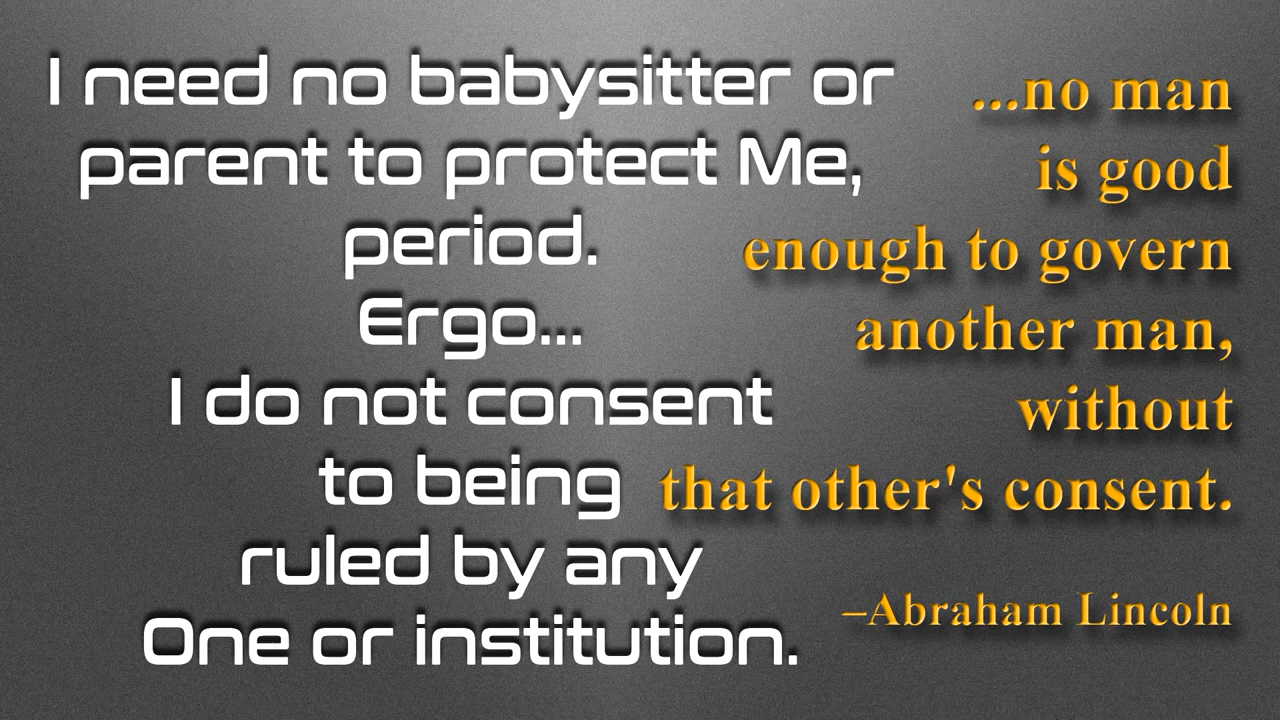 I need no babysitter or
parent to protect Me,
period.
Ergo...
I do not consent
to being
ruled by any
One or institution.
...no man
is good
enough to govern
another man,
without
that other's consent.
–Abraham Lincoln